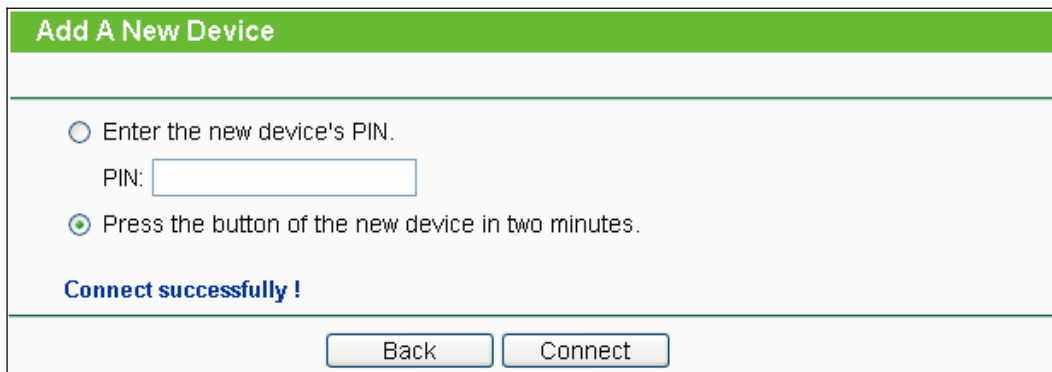 Add A New Device
Enter the new device's PIN.
PIN:
Press the button of the new device in two minutes.
Connect successfully !
Back Connect